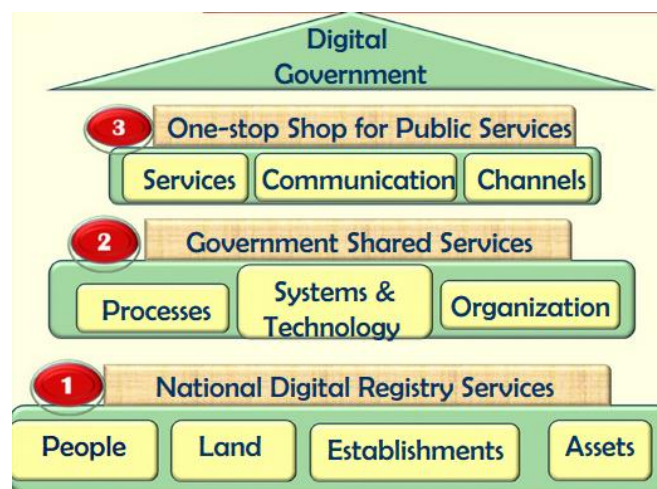 Digital
Government
3 One-stop Shop for Public Services
Services Communication Channels
2 Government Shared Services
Processes Systems & Technology Organization
1 National Digital Registry Services
People Land Establishments Assets